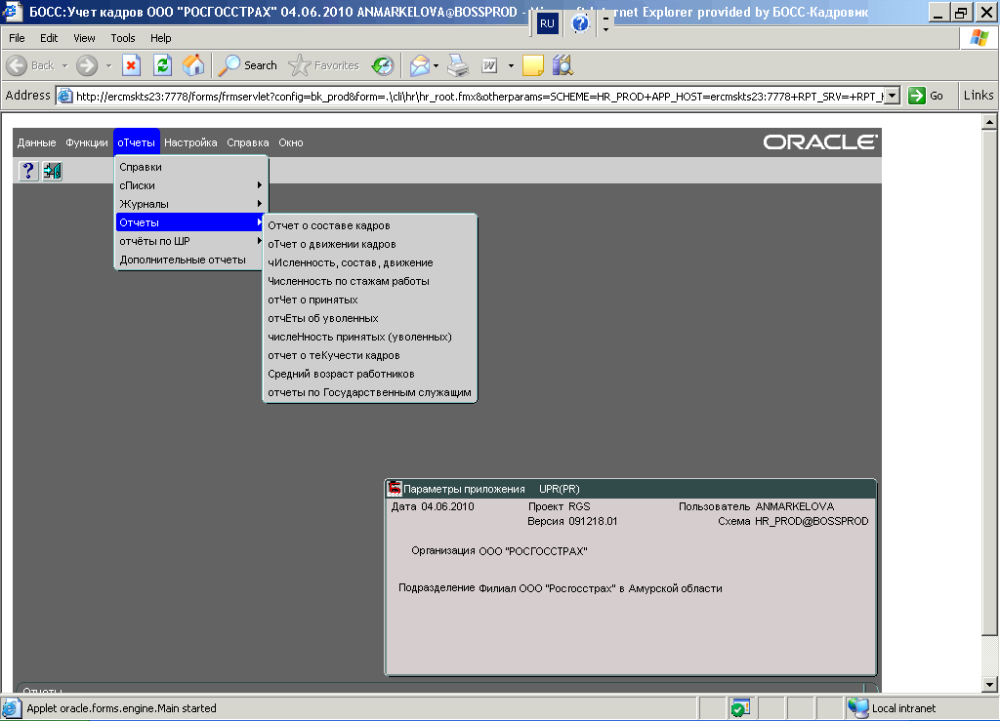 БОСС:Учет кадров ООО "РОСГОССТРАХ" 04.06.2010 ANMARKELOVA@BOSSPROD - Microsoft Internet Explorer provided by БОСС-Кадровик
RU
File Edit View Tools Help
Back Search Favorites
Address http://ercmskts23:7778/forms/frmservlet?config=bk_prod&form=.\cli\hr\hr_root.fmx&otherparams=SCHEME=HR_PROD+APP_HOST=ercmskts23:7778+RPT_SRV=+RPT_ Go Links
Данные Функции оТчеты Настройка Справка Окно ORACLE
Справки
сПиски
Журналы
Отчеты
отчёты по ШР
Дополнительные отчеты
Отчет о составе кадров
оТчет о движении кадров
чИсленность, состав, движение
Численность по стажам работы
отЧет о принятых
отчЕты об уволенных
числеНность принятых (уволенных)
отчет о теКучести кадров
Средний возраст работников
отчеты по Государственным служащим
Параметры приложения UPR(PR)
Дата 04.06.2010 Проект RGS Пользователь ANMARKELOVA
Версия 091218.01 Схема HR_PROD@BOSSPROD
Организация ООО "РОСГОССТРАХ"
Подразделение Филиал ООО "Росгосстрах" в Амурской области
Отчеты
Applet oracle.forms.engine.Main started Local intranet